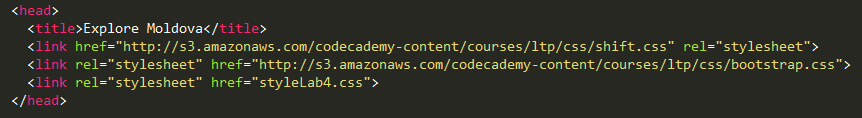 <head>
<title>Explore Moldova</title>
<link href="http://s3.amazonaws.com/codecademy-content/courses/ltp/css/shift.css" rel="stylesheet">
<link rel="stylesheet" href="http://s3.amazonaws.com/codecademy-content/courses/ltp/css/bootstrap.css">
<link rel="stylesheet" href="styleLab4.css">
</head>